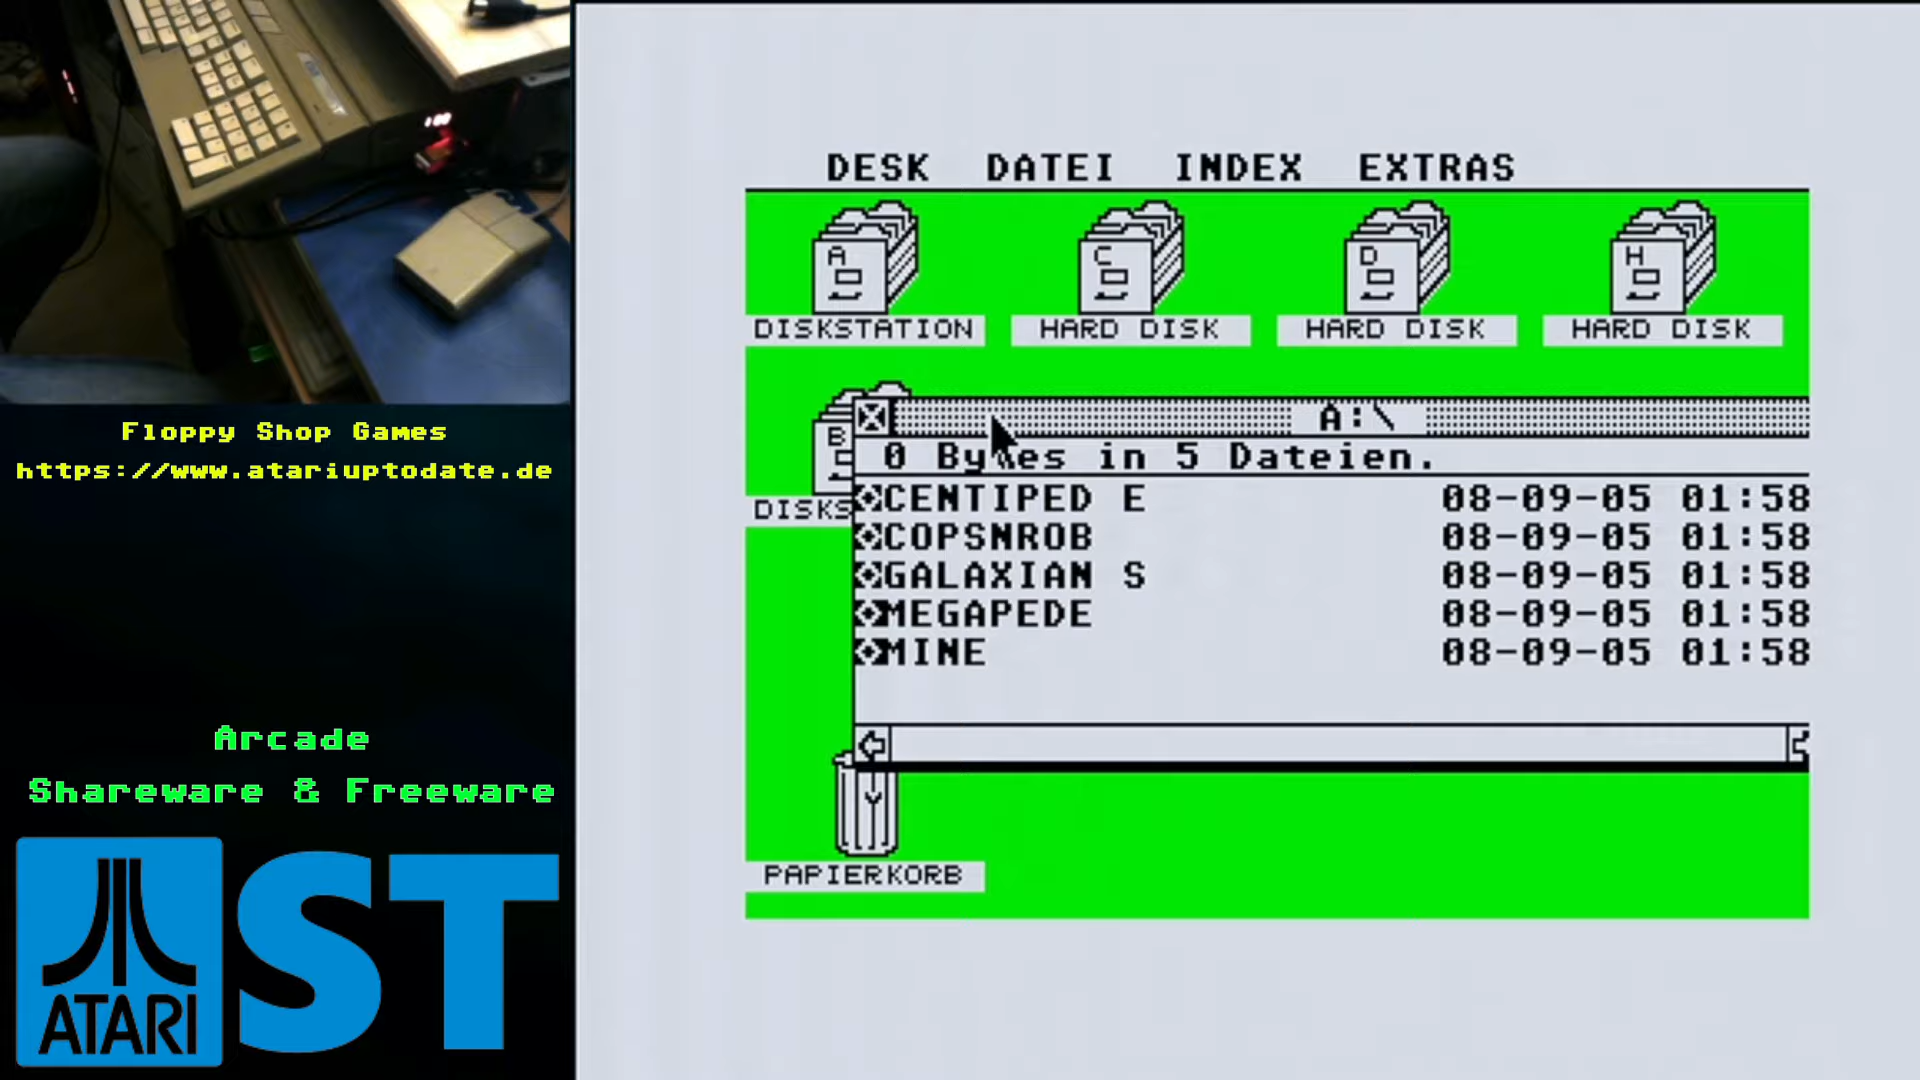 Floppy Shop Games
https://www.atariuptodate.de
Arcade
Shareware & Freeware
ATARI
ST
DESK DATEI INDEX EXTRAS
A
C
D
H
DISKSTATION
HARD DISK
HARD DISK
HARD DISK
B
DISKS
A:\
0 Bytes in 5 Dateien.
CENTIPED E 08-09-05 01:58
COPSNROB 08-09-05 01:58
GALAXIAN S 08-09-05 01:58
MEGAPEDE 08-09-05 01:58
MINE 08-09-05 01:58
PAPIERKORB